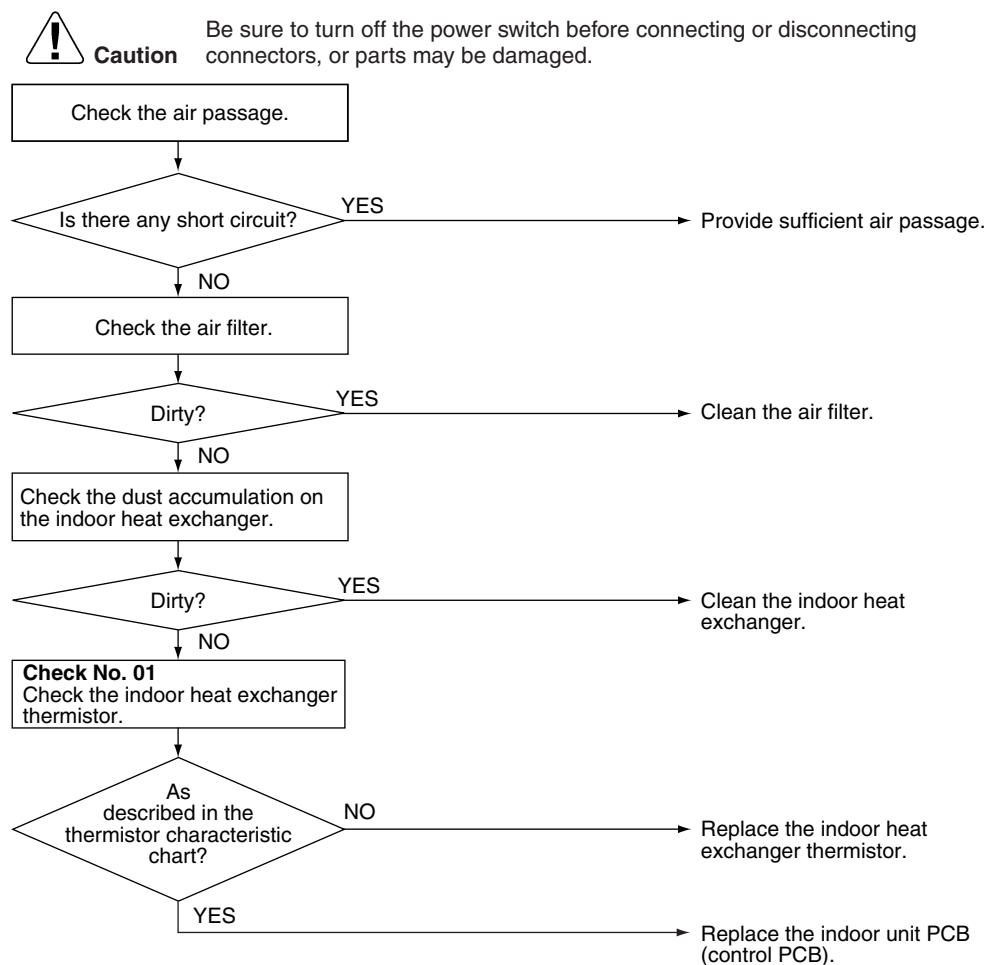 Be sure to turn off the power switch before connecting or disconnecting
Caution connectors, or parts may be damaged.
Check the air passage.
Is there any short circuit?
YES
Provide sufficient air passage.
NO
Check the air filter.
Dirty?
YES
Clean the air filter.
NO
Check the dust accumulation on
the indoor heat exchanger.
Dirty?
YES
Clean the indoor heat
exchanger.
NO
Check No. 01
Check the indoor heat exchanger
thermistor.
As
described in the
thermistor characteristic
chart?
NO
Replace the indoor heat
exchanger thermistor.
YES
Replace the indoor unit PCB
(control PCB).